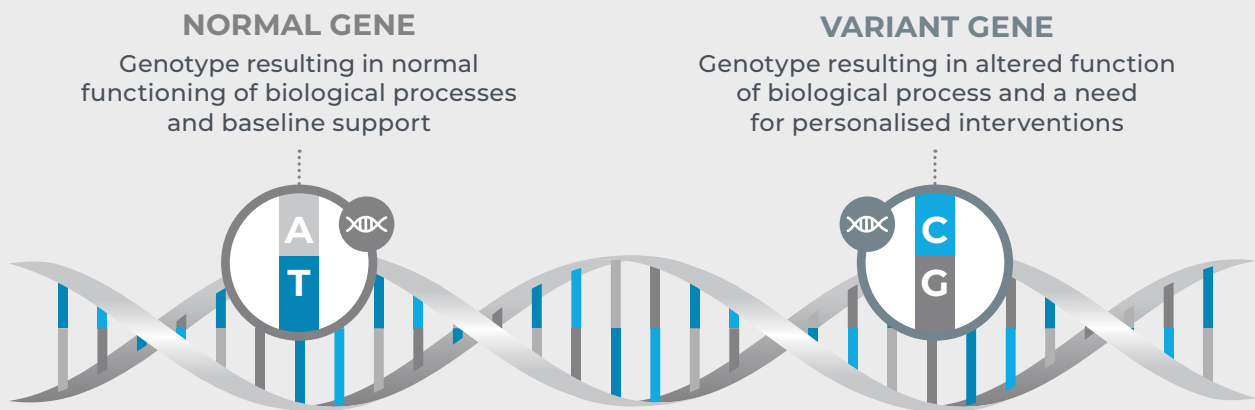 NORMAL GENE
Genotype resulting in normal
functioning of biological processes
and baseline support
A
T
VARIANT GENE
Genotype resulting in altered function
of biological process and a need
for personalised interventions
C
G